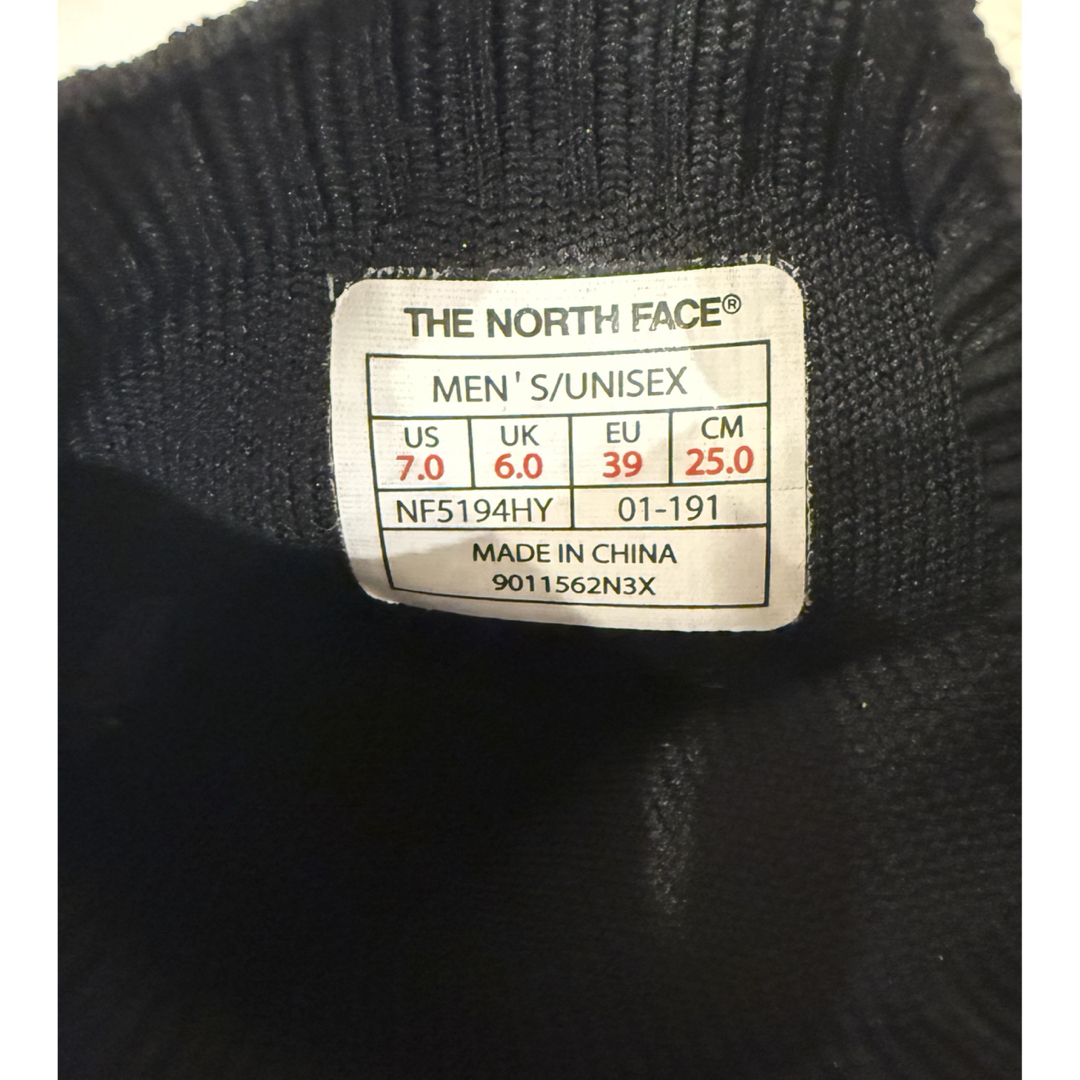 THE NORTH FACE®
MEN'S/UNISEX
US UK EU CM
7.0 6.0 39 25.0
NF5194HY 01-191
MADE IN CHINA
9011562N3X